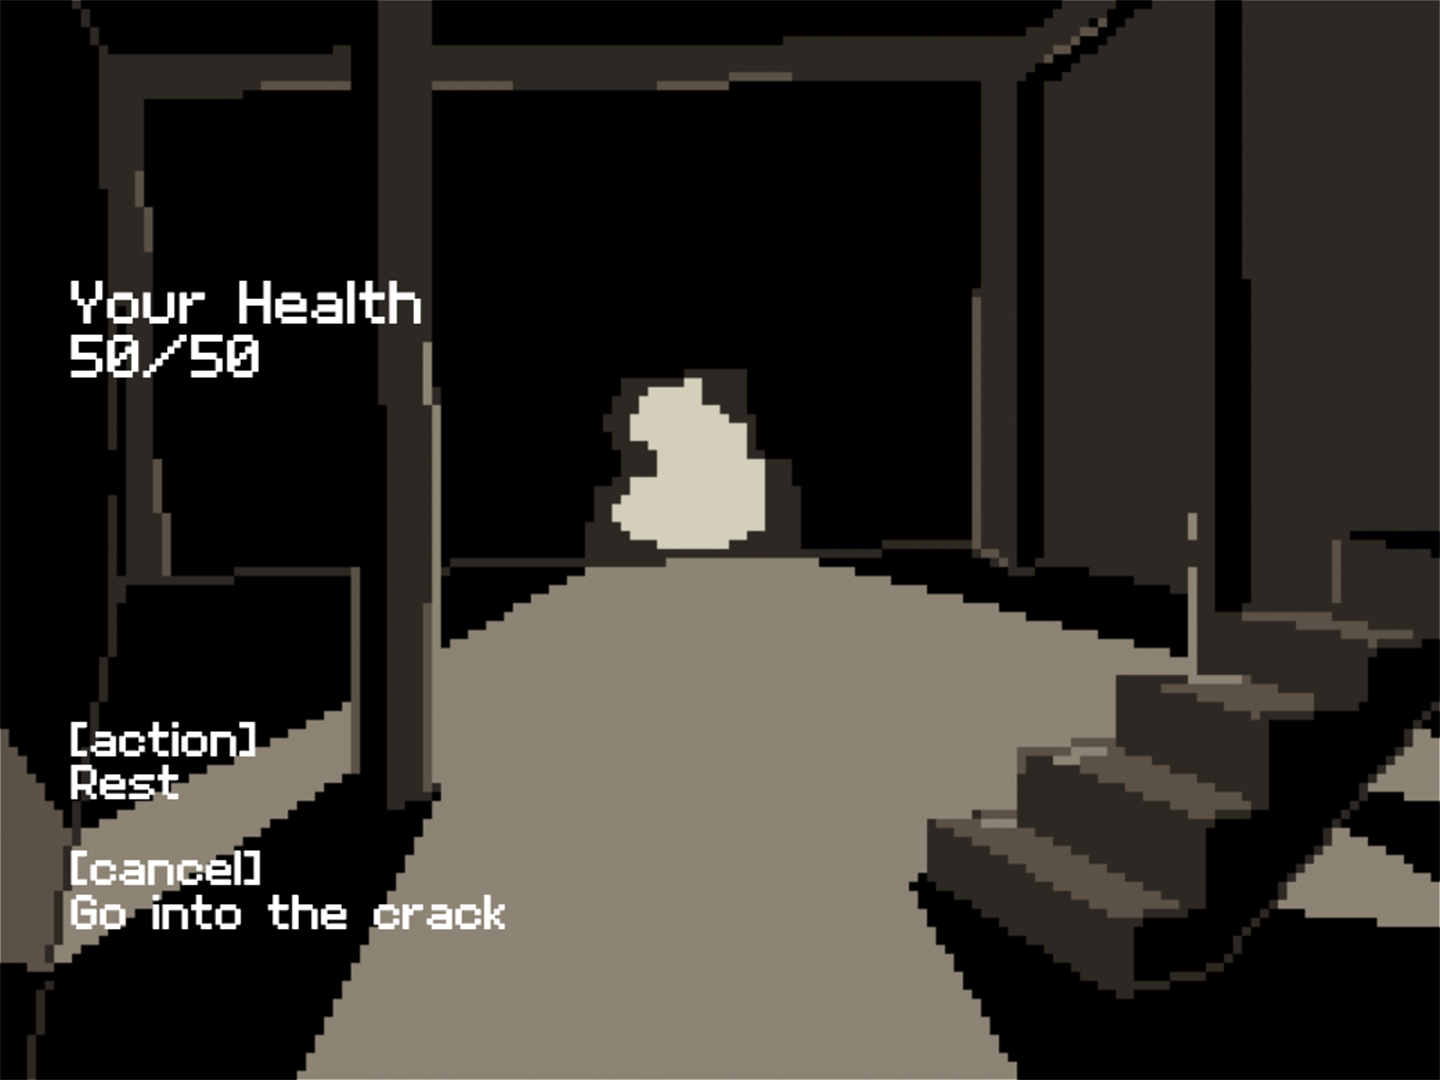 Your Health
50/50
[action]
Rest
[cancel]
Go into the crack